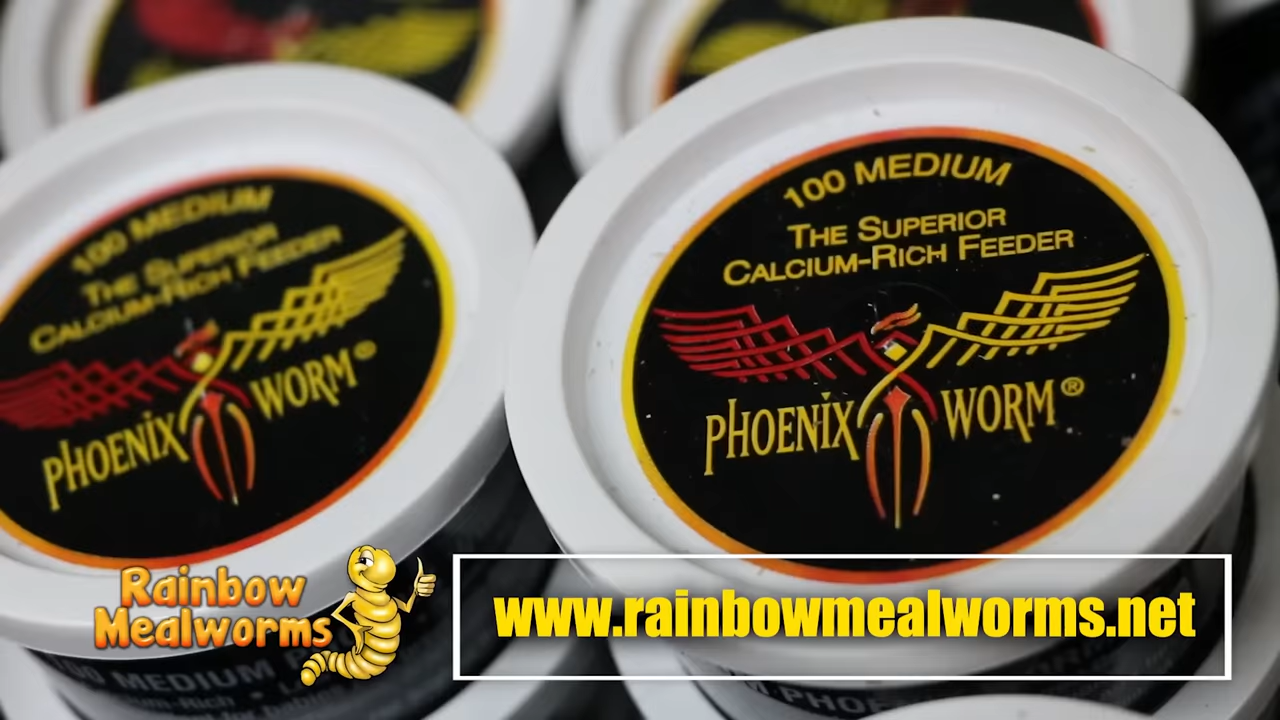 100 MEDIUM
THE SUPERIOR
CALCIUM-RICH FEEDER
PHOENIX WORM®
100 MEDIUM
THE SUPERIOR
CALCIUM-RICH FEEDER
PHOENIX WORM®
Rainbow
Mealworms
www.rainbowmealworms.net
100 MEDIUM